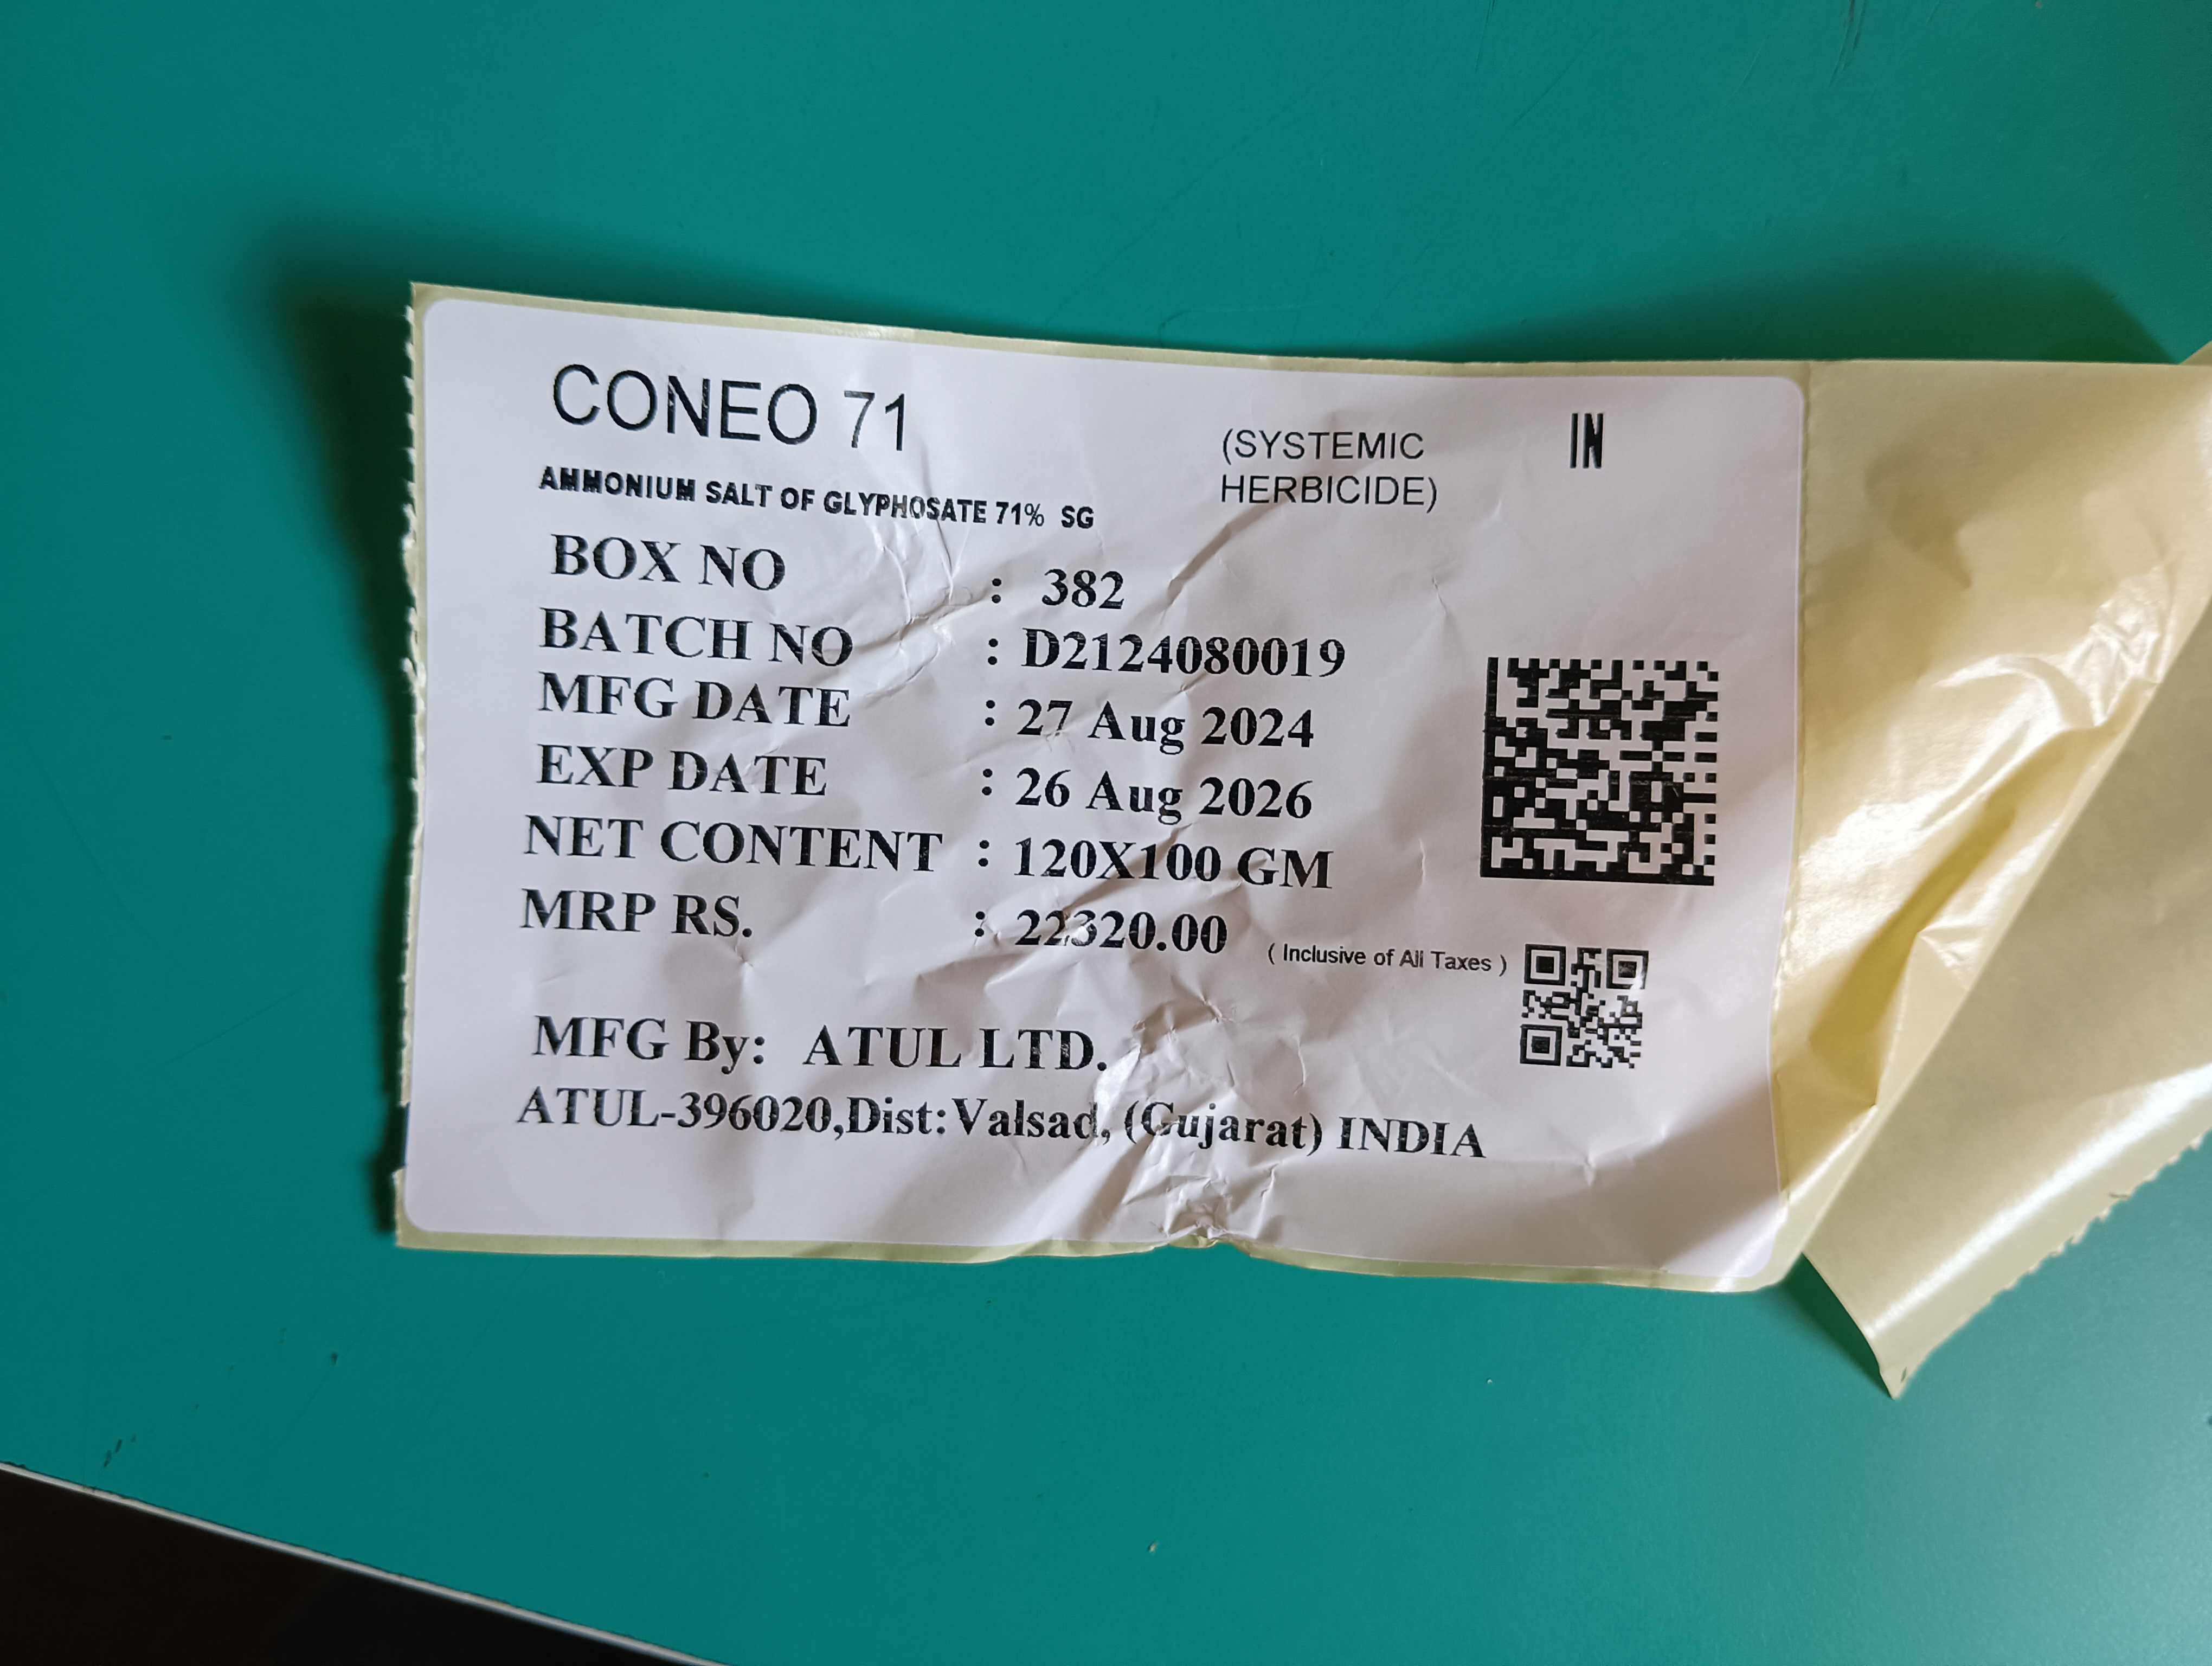 CONEO 71
(SYSTEMIC
HERBICIDE)
IN
AMMONIUM SALT OF GLYPHOSATE 71% SG
BOX NO : 382
BATCH NO : D2124080019
MFG DATE : 27 Aug 2024
EXP DATE : 26 Aug 2026
NET CONTENT : 120X100 GM
MRP RS. : 22320.00 ( Inclusive of All Taxes )
MFG By: ATUL LTD.
ATUL-396020,Dist:Valsad, (Gujarat) INDIA